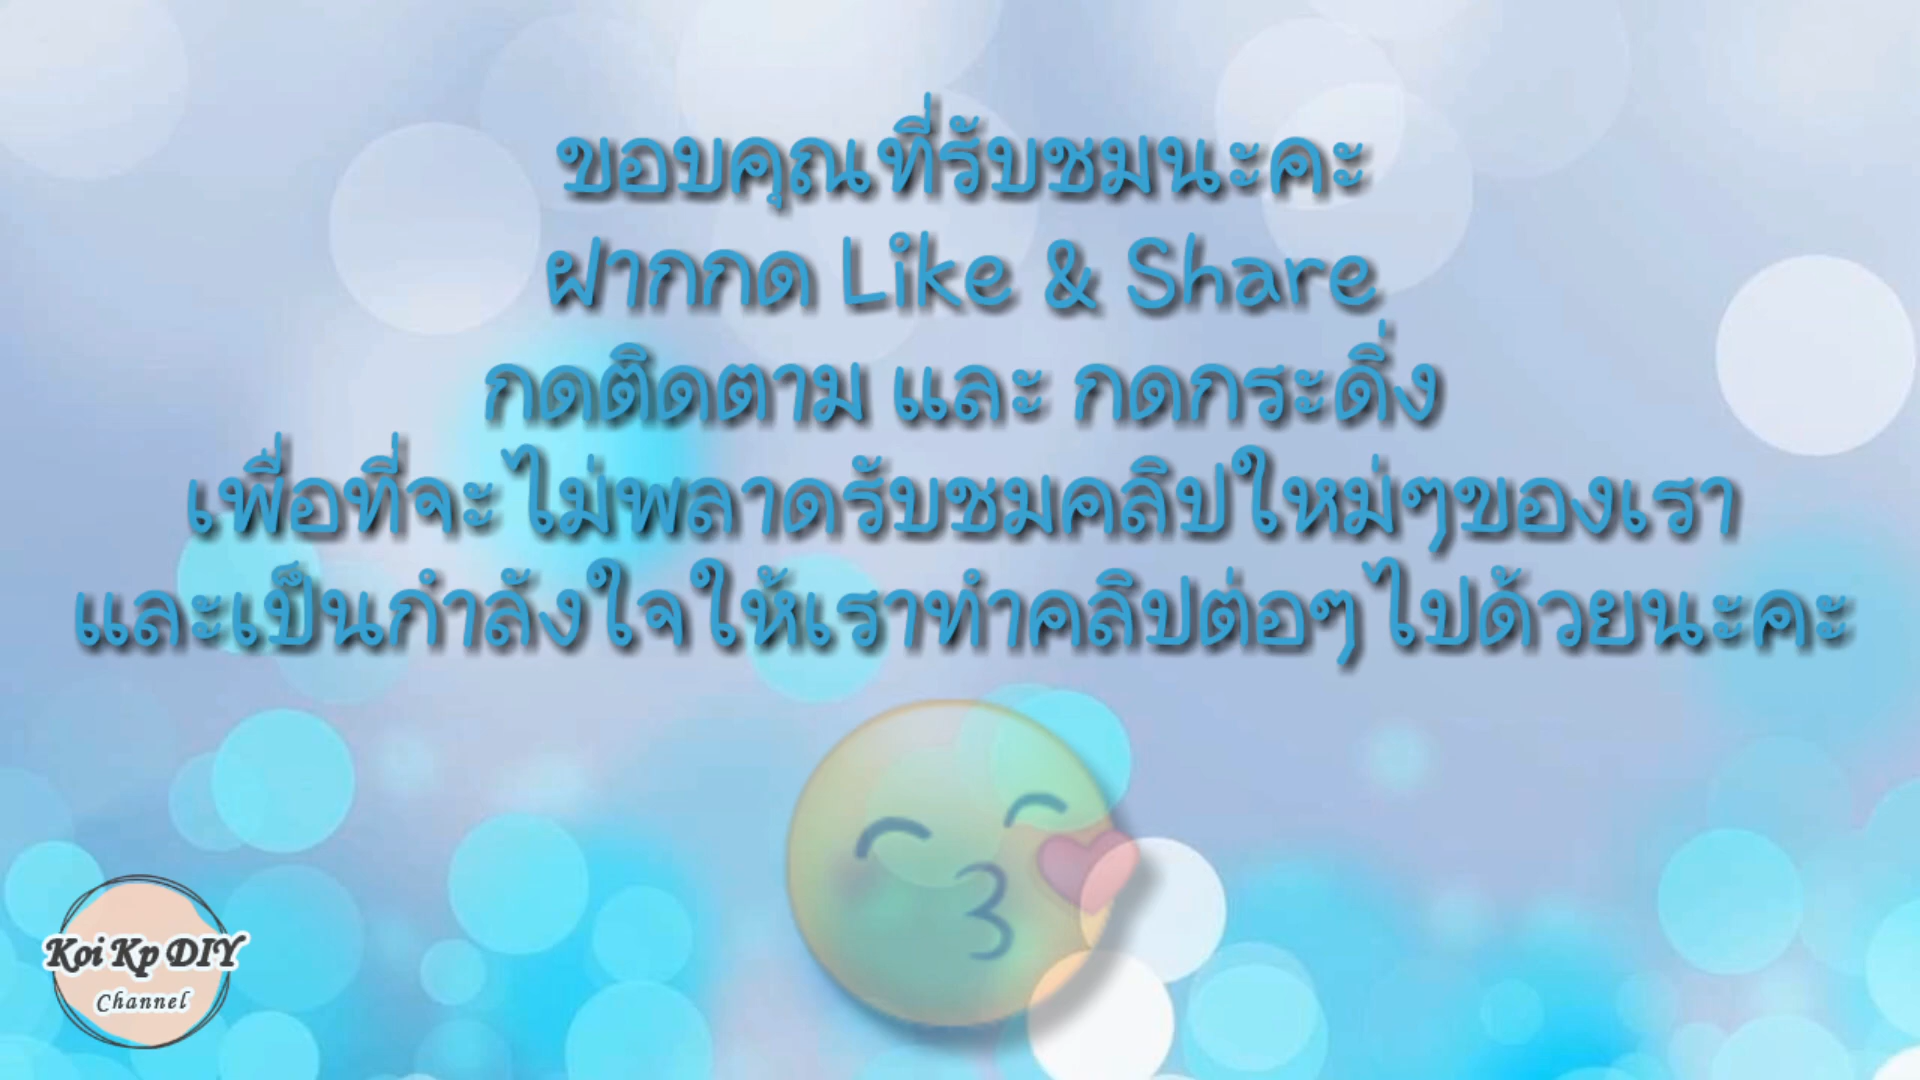 ขอบคุณที่รับชมนะคะ
ฝากกด Like & Share
กดติดตาม และ กดกระดิ่ง
เพื่อที่จะไม่พลาดรับชมคลิปใหม่ๆของเรา
และเป็นกำลังใจให้เราทำคลิปต่อๆไปด้วยนะคะ
Koi Kp DIY
Channel